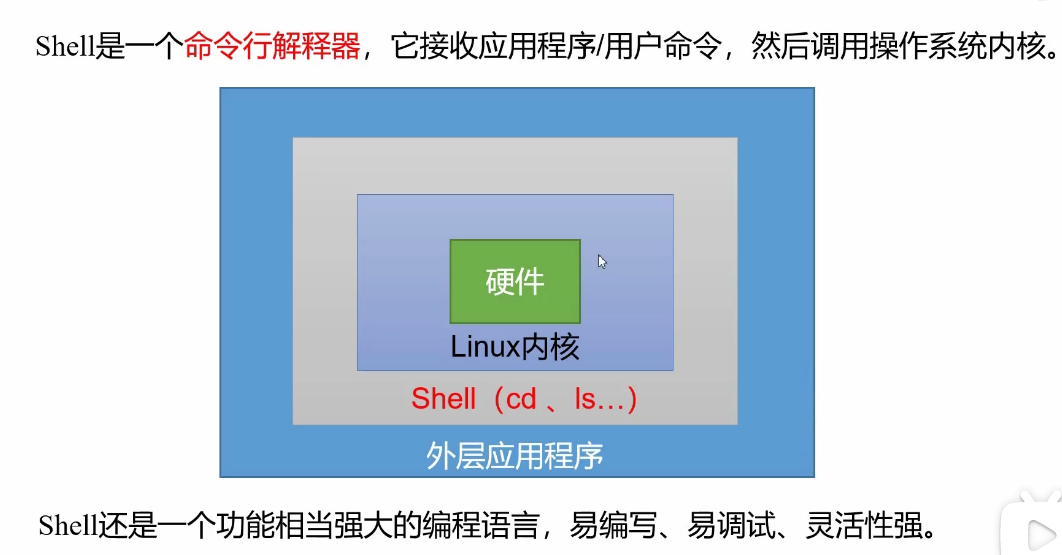 Shell是一个命令行解释器，它接收应用程序/用户命令，然后调用操作系统内核。
硬件
Linux内核
Shell（cd 、ls…）
外层应用程序
Shell还是一个功能相当强大的编程语言，易编写、易调试、灵活性强。